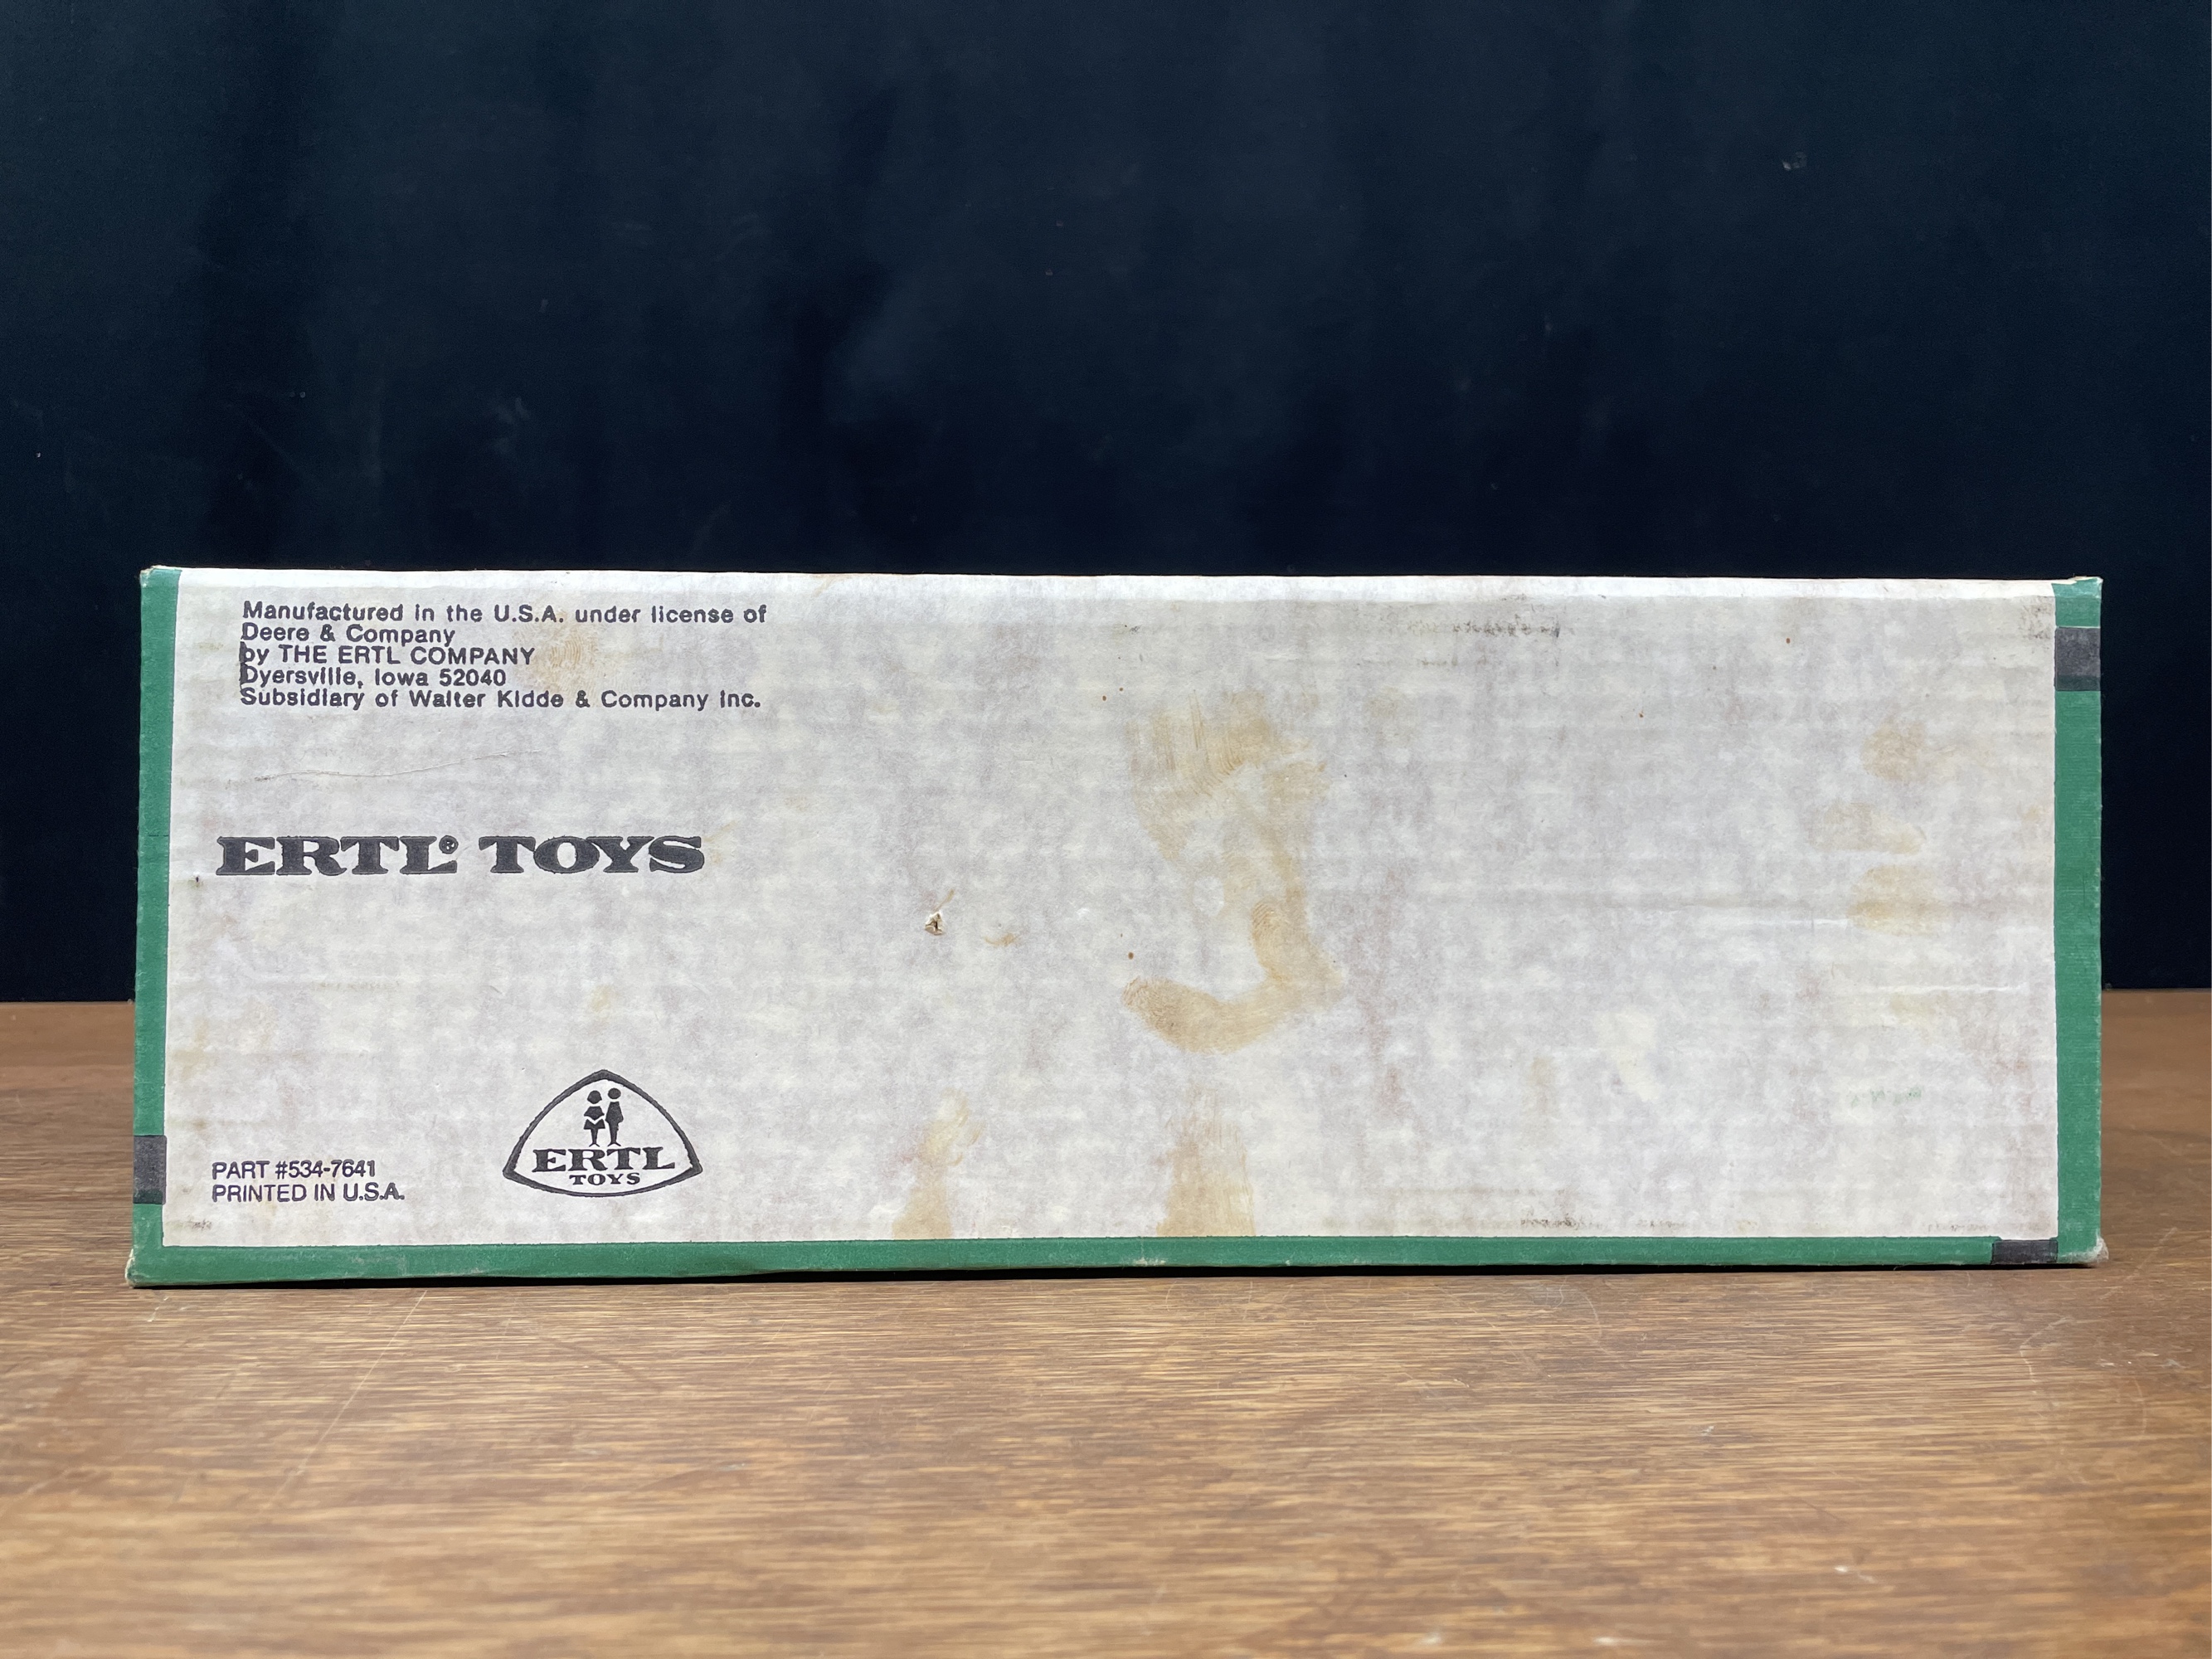 Manufactured in the U.S.A. under license of
Deere & Company
by THE ERTL COMPANY
Dyersville, Iowa 52040
Subsidiary of Walter Kidde & Company Inc.
ERTL® TOYS
ERTL
TOYS
PART #534-7641
PRINTED IN U.S.A.